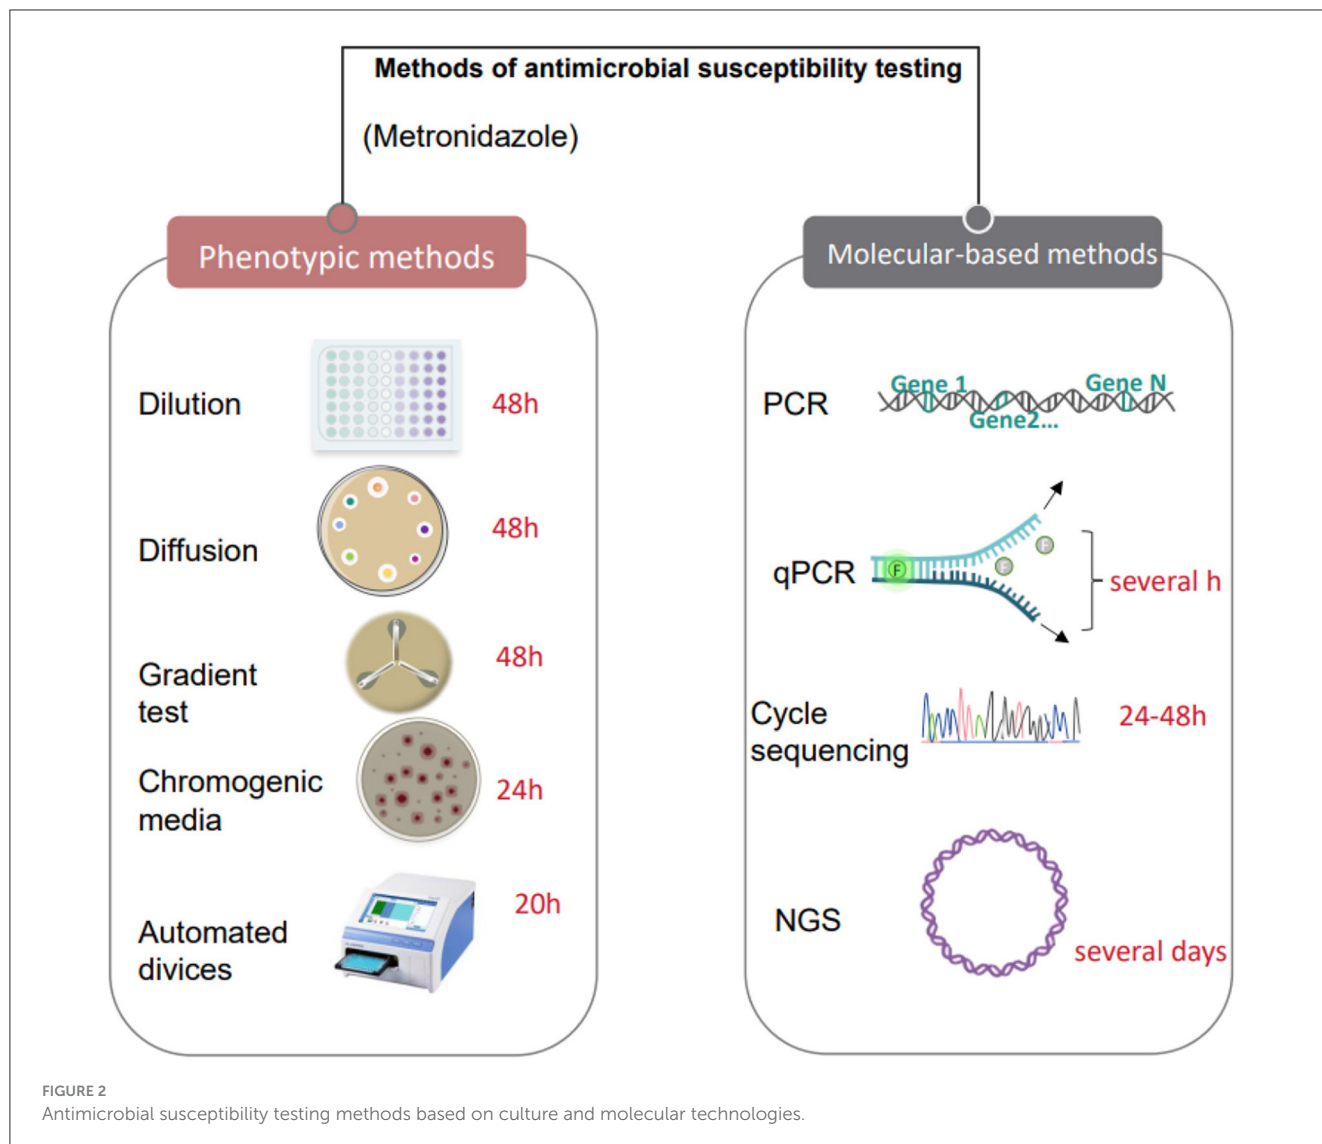 Methods of antimicrobial susceptibility testing
(Metronidazole)
Phenotypic methods
Dilution
48h
Diffusion
48h
Gradient
test
48h
Chromogenic
media
24h
Automated
divices
20h
Molecular-based methods
PCR
Gene 1
Gene2...
Gene N
qPCR
F
F
F
several h
Cycle
sequencing
24-48h
NGS
several days
FIGURE 2
Antimicrobial susceptibility testing methods based on culture and molecular technologies.